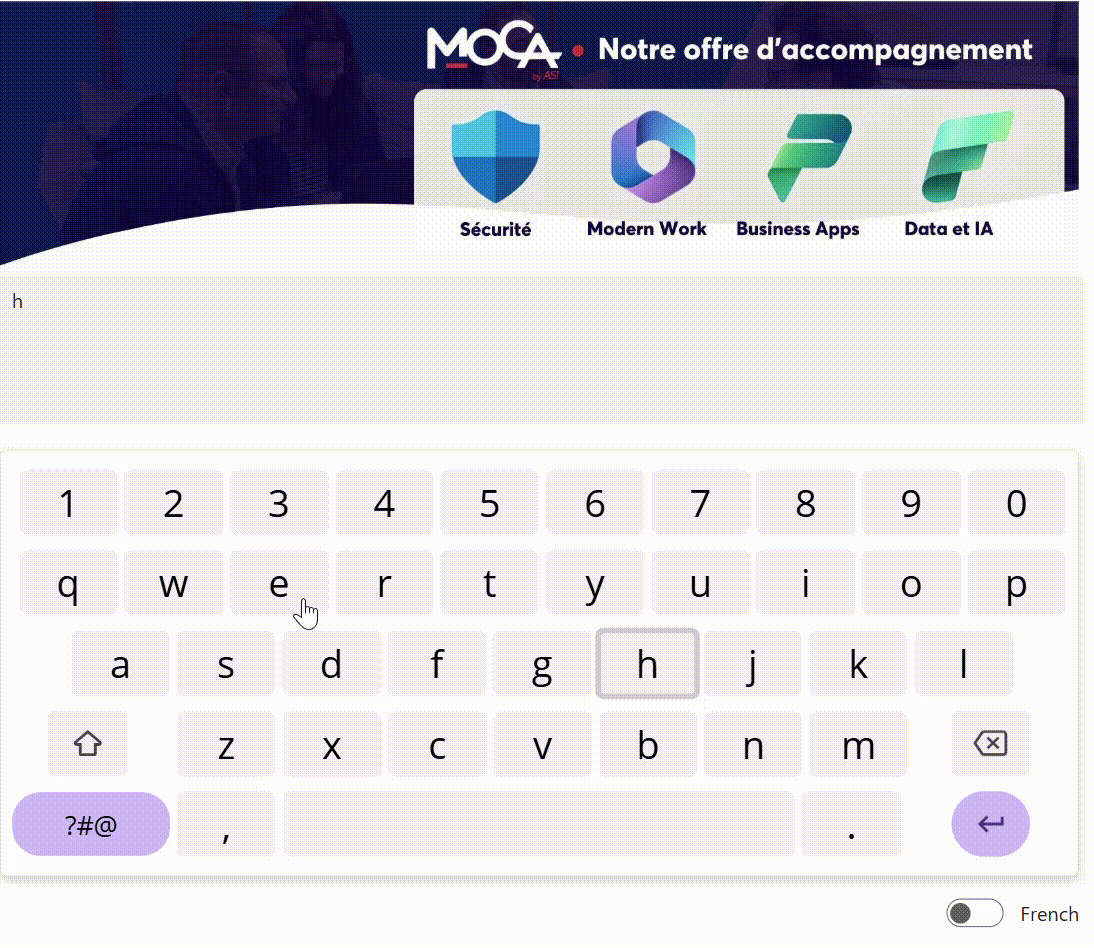 MOCA
by ASI
Notre offre d'accompagnement
Sécurité
Modern Work
Business Apps
Data et IA
h
1 2 3 4 5 6 7 8 9 0
q w e r t y u i o p
a s d f g h j k l
z x c v b n m
?#@ , .
French